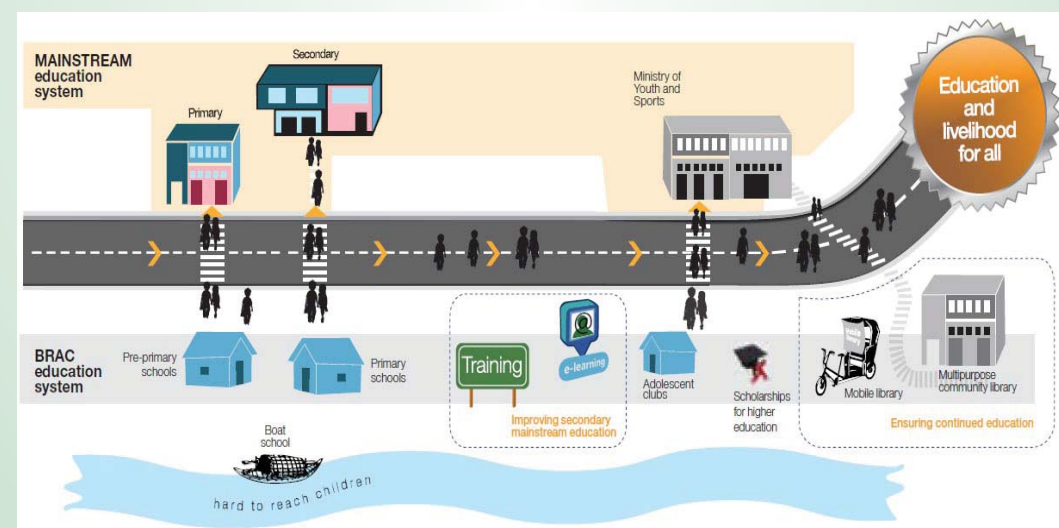 MAINSTREAM
education
system
Primary
Secondary
Ministry of
Youth and
Sports
Education
and
livelihood
for all
BRAC
education
system
Pre-primary
schools
Primary
schools
Training
e-learning
Improving secondary
mainstream education
Adolescent
clubs
Scholarships
for higher
education
Mobile library
Multipurpose
community library
Ensuring continued education
Boat
school
hard to reach children